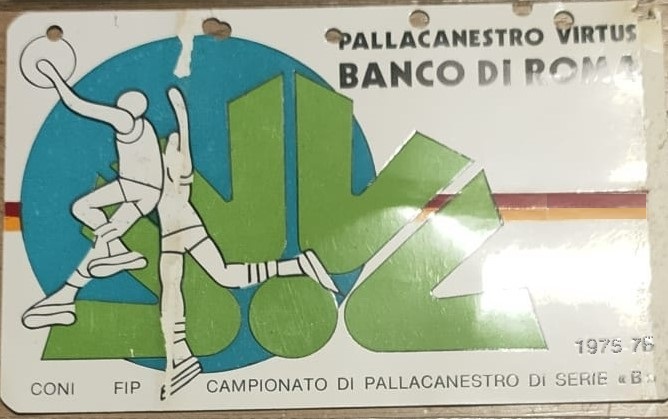 PALLACANESTRO VIRTUS
BANCO DI ROMA
1975-76
CONI FIP CAMPIONATO DI PALLACANESTRO DI SERIE «B»